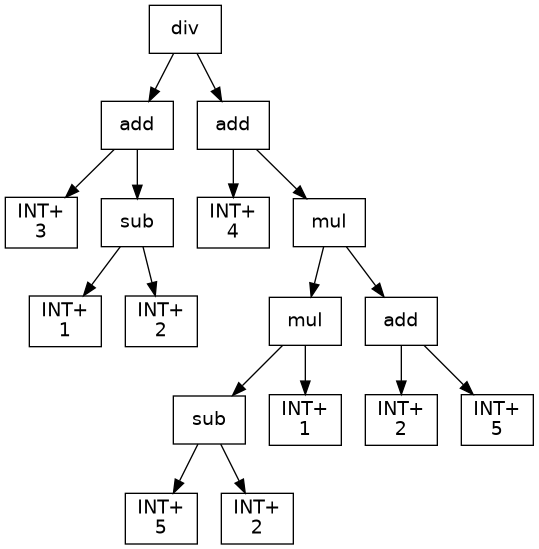 div
add
add
INT+
3
sub
INT+
4
mul
INT+
1
INT+
2
mul
add
sub
INT+
1
INT+
2
INT+
5
INT+
5
INT+
2